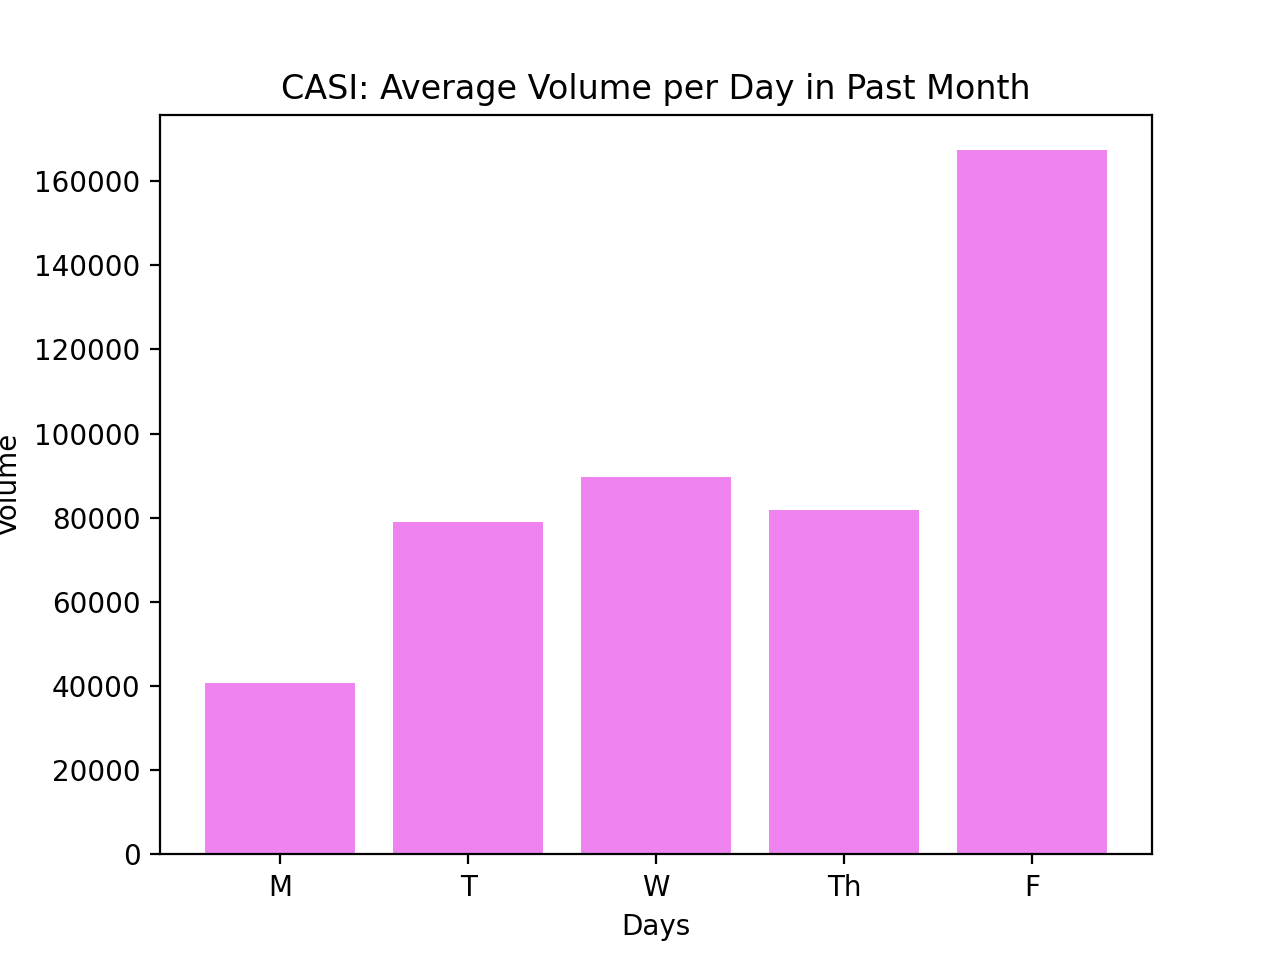 CASI: Average Volume per Day in Past Month
160000
140000
120000
100000
80000
60000
40000
20000
0
Volume
M T W Th F
Days